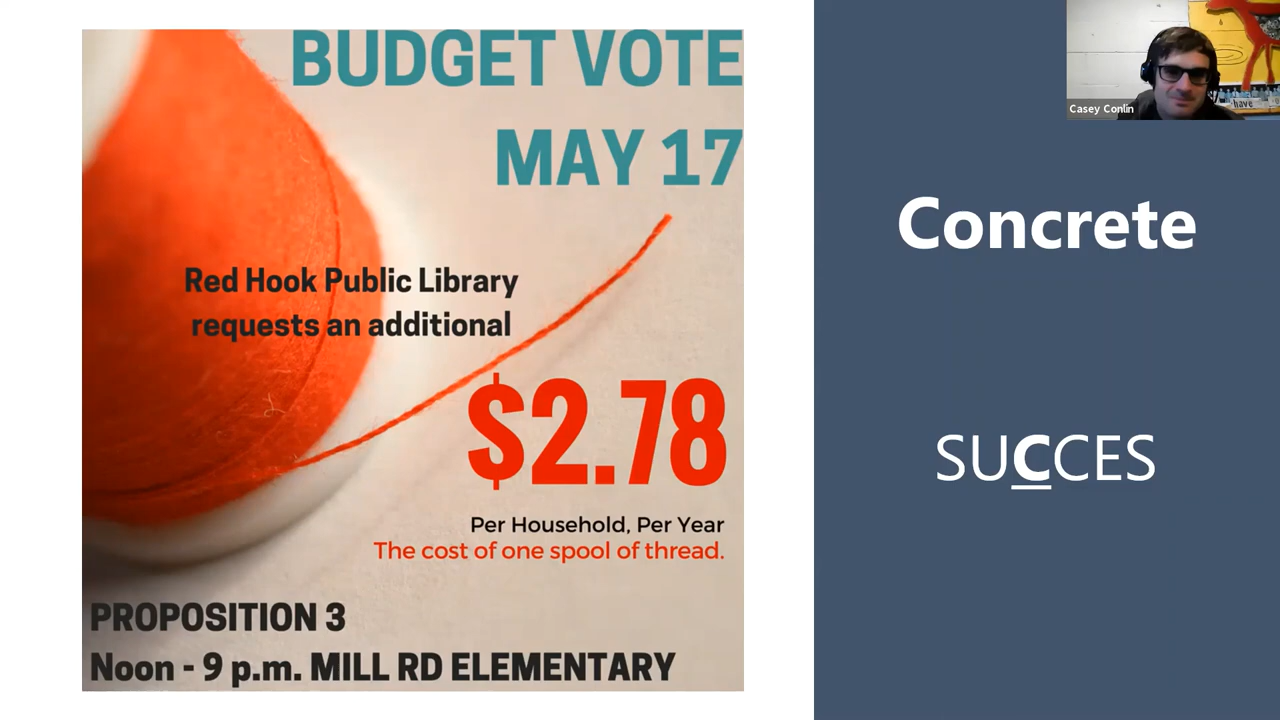 BUDGET VOTE
MAY 17
Red Hook Public Library
requests an additional
$2.78
Per Household, Per Year
The cost of one spool of thread.
PROPOSITION 3
Noon - 9 p.m. MILL RD ELEMENTARY
Casey Conlin
have
Concrete
SUCCES